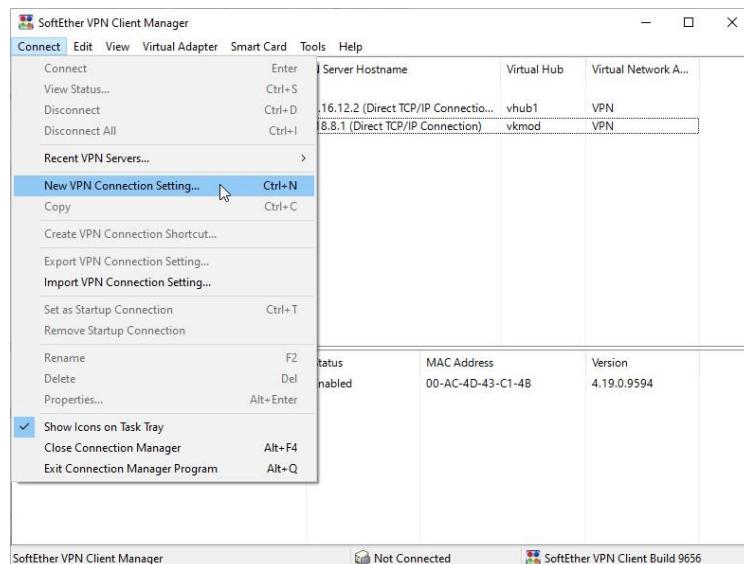 SoftEther VPN Client Manager
Connect Edit View Virtual Adapter Smart Card Tools Help
Connect Enter
View Status... Ctrl+S
Disconnect Ctrl+D
Disconnect All Ctrl+I
Recent VPN Servers...
New VPN Connection Setting... Ctrl+N
Copy Ctrl+C
Create VPN Connection Shortcut...
Export VPN Connection Setting...
Import VPN Connection Setting...
Set as Startup Connection Ctrl+T
Remove Startup Connection
Rename F2
Delete Del
Properties... Alt+Enter
Show Icons on Task Tray
Close Connection Manager Alt+F4
Exit Connection Manager Program Alt+Q
Server Hostname Virtual Hub Virtual Network A...
.16.12.2 (Direct TCP/IP Connectio... vhub1 VPN
18.8.1 (Direct TCP/IP Connection) vkmod VPN
tatus MAC Address Version
nabled 00-AC-4D-43-C1-4B 4.19.0.9594
SoftEther VPN Client Manager Not Connected SoftEther VPN Client Build 9656